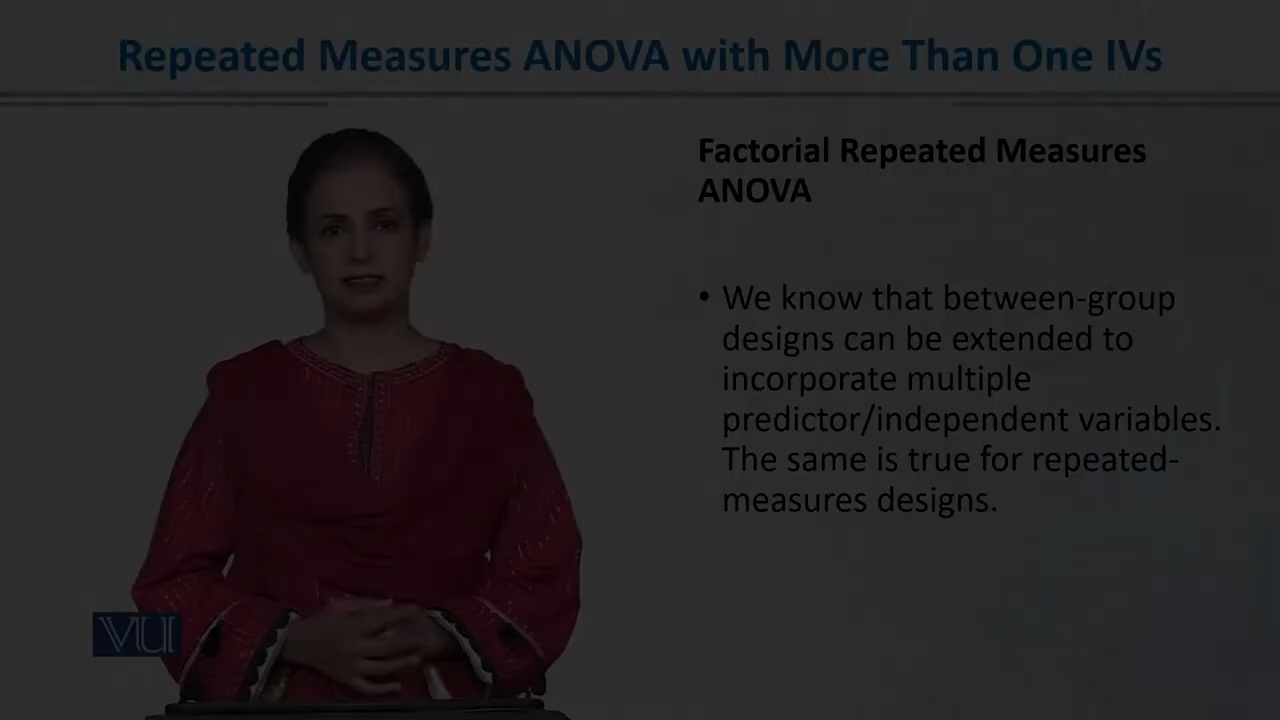 Repeated Measures ANOVA with More Than One IVs
Factorial Repeated Measures
ANOVA
• We know that between-group
designs can be extended to
incorporate multiple
predictor/independent variables.
The same is true for repeated-
measures designs.
VU